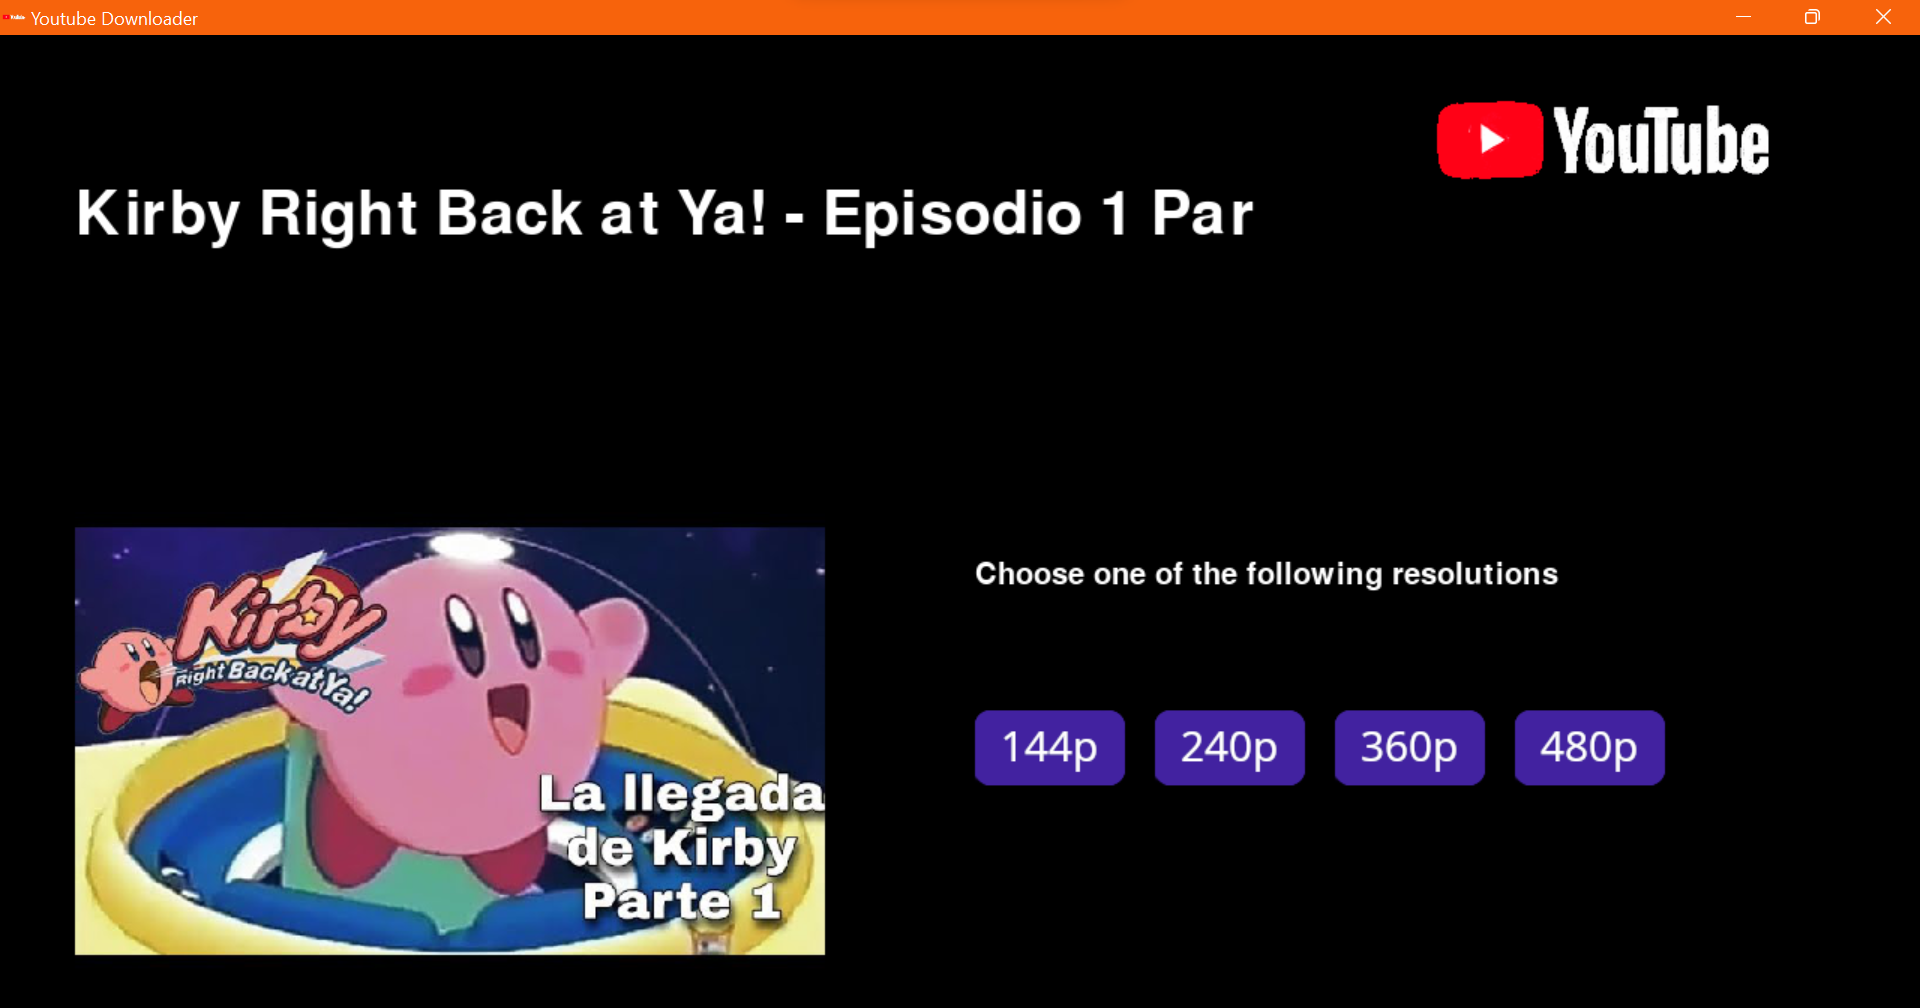 Youtube Downloader
YouTube
Kirby Right Back at Ya! - Episodio 1 Par
Kirby
Right Back at Ya!
La llegada
de Kirby
Parte 1
Choose one of the following resolutions
144p 240p 360p 480p